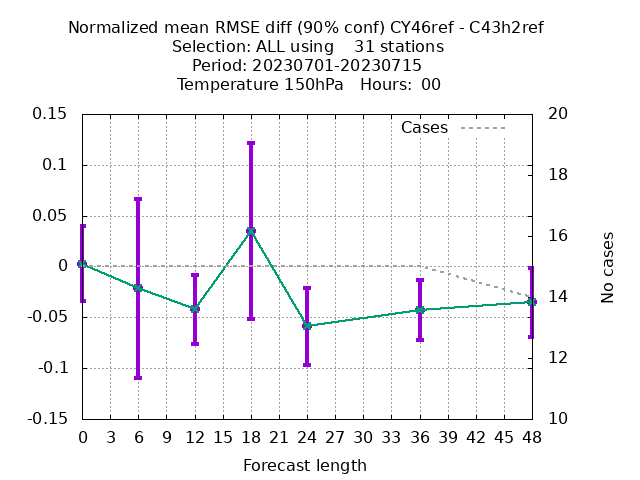 Normalized mean RMSE diff (90% conf) CY46ref - C43h2ref
Selection: ALL using    31 stations
Period: 20230701-20230715
Temperature 150hPa   Hours:  00
0.15
0.1
0.05
0
-0.05
-0.1
-0.15
20
18
16
14
12
10
Cases
No cases
0 3 6 9 12 15 18 21 24 27 30 33 36 39 42 45 48
Forecast length